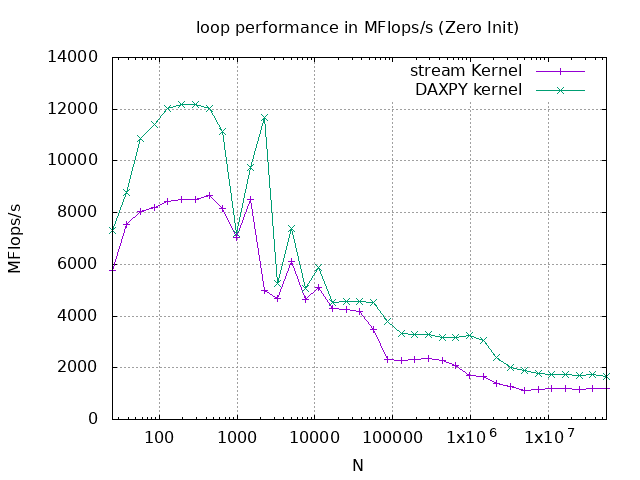 loop performance in MFlops/s (Zero Init)
stream Kernel
DAXPY kernel
MFlops/s
14000
12000
10000
8000
6000
4000
2000
0
100 1000 10000 100000 1x10^6 1x10^7
N